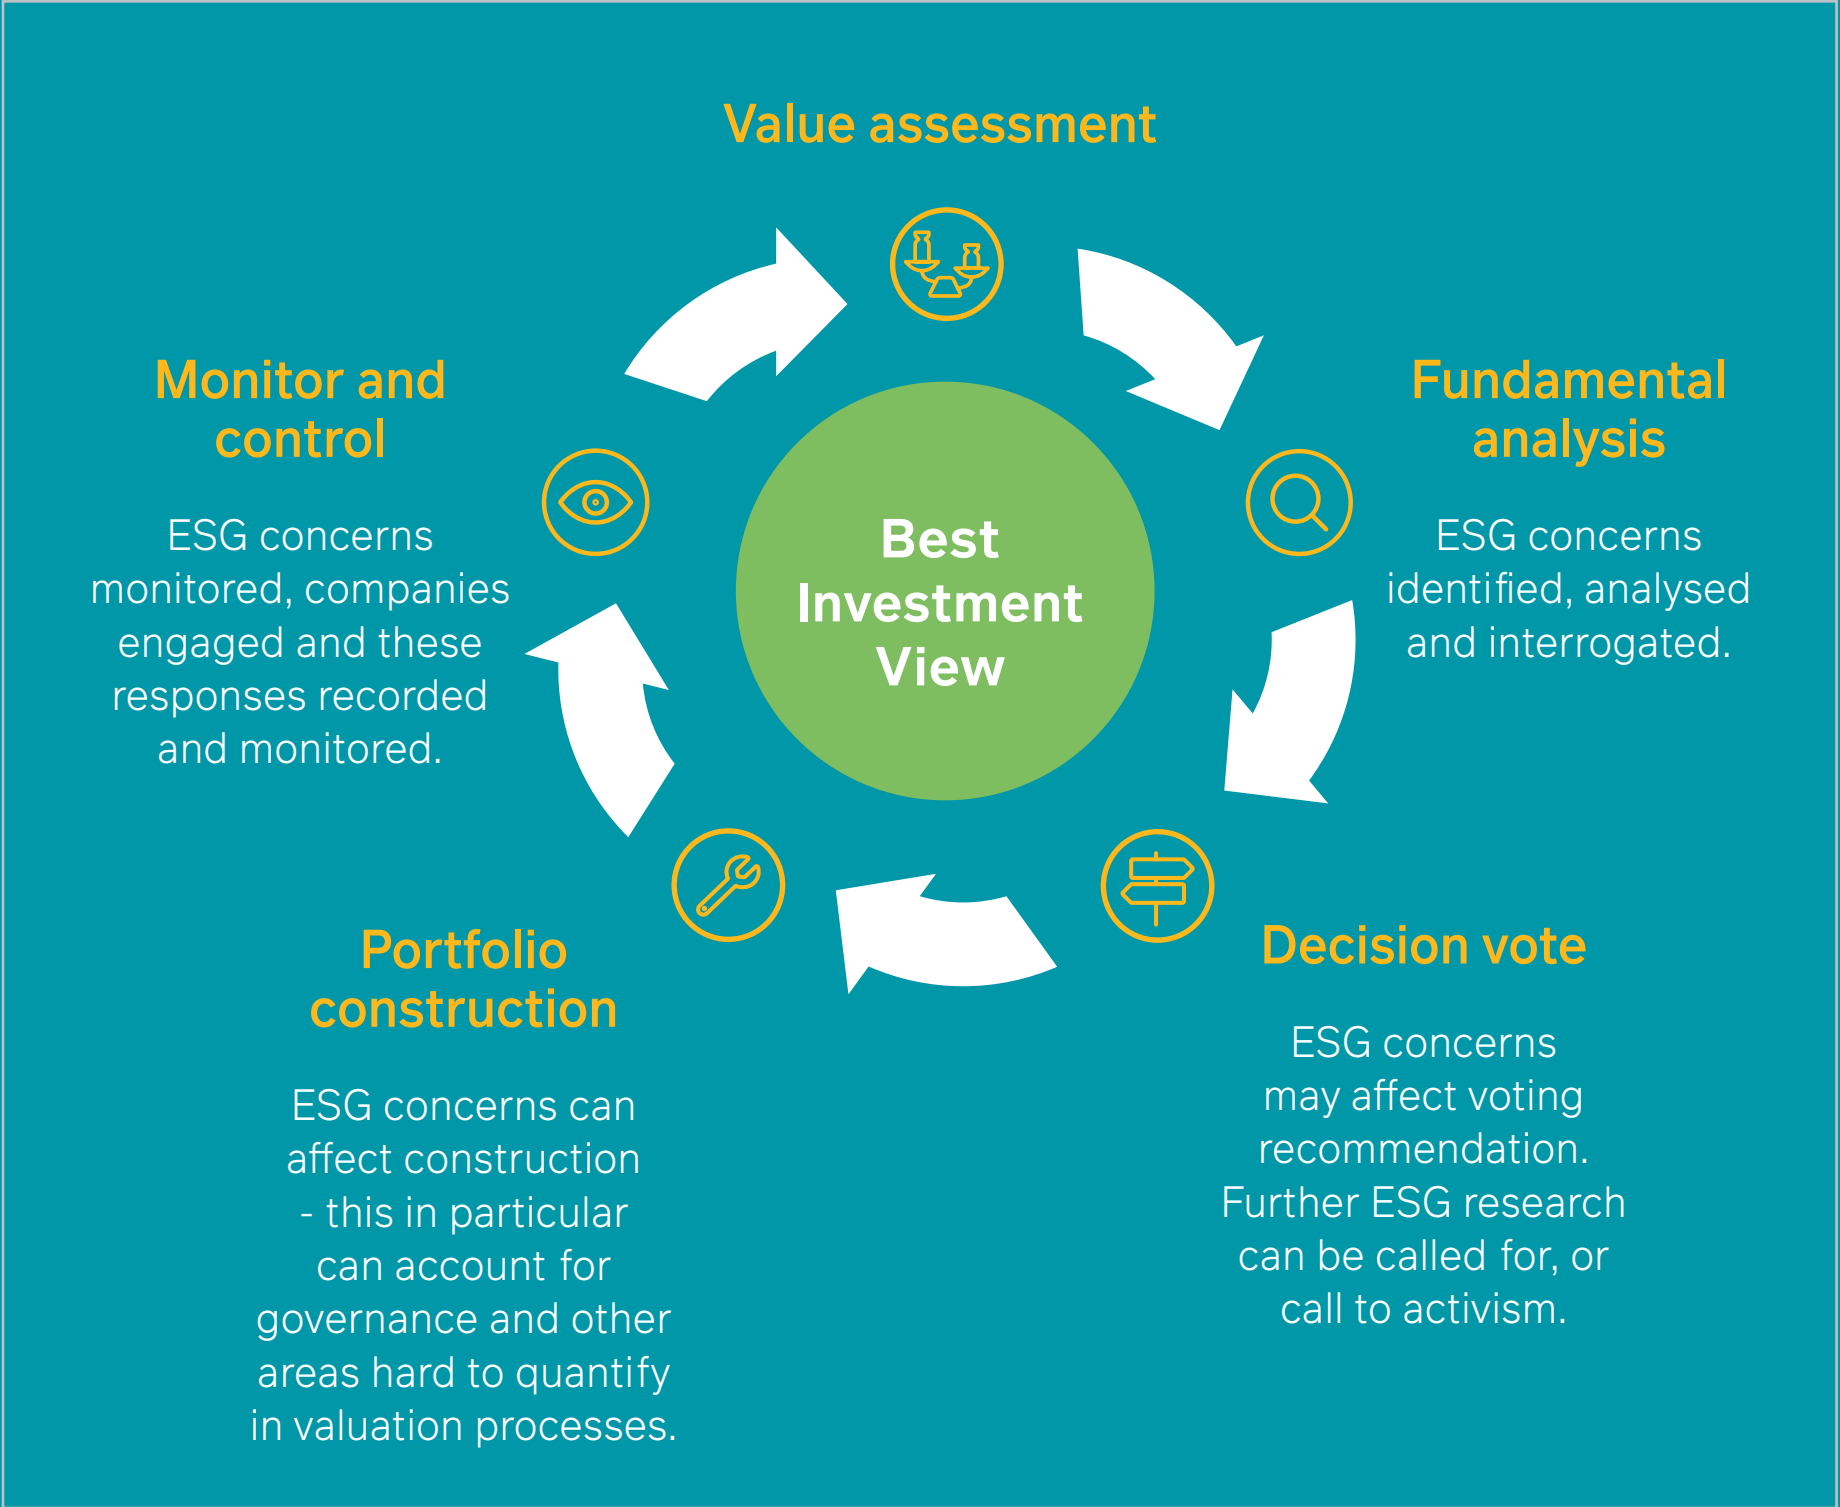 Value assessment
Monitor and
control
ESG concerns
monitored, companies
engaged and these
responses recorded
and monitored.
Best
Investment
View
Fundamental
analysis
ESG concerns
identified, analysed
and interrogated.
Portfolio
construction
ESG concerns can
affect construction
- this in particular
can account for
governance and other
areas hard to quantify
in valuation processes.
Decision vote
ESG concerns
may affect voting
recommendation.
Further ESG research
can be called for, or
call to activism.